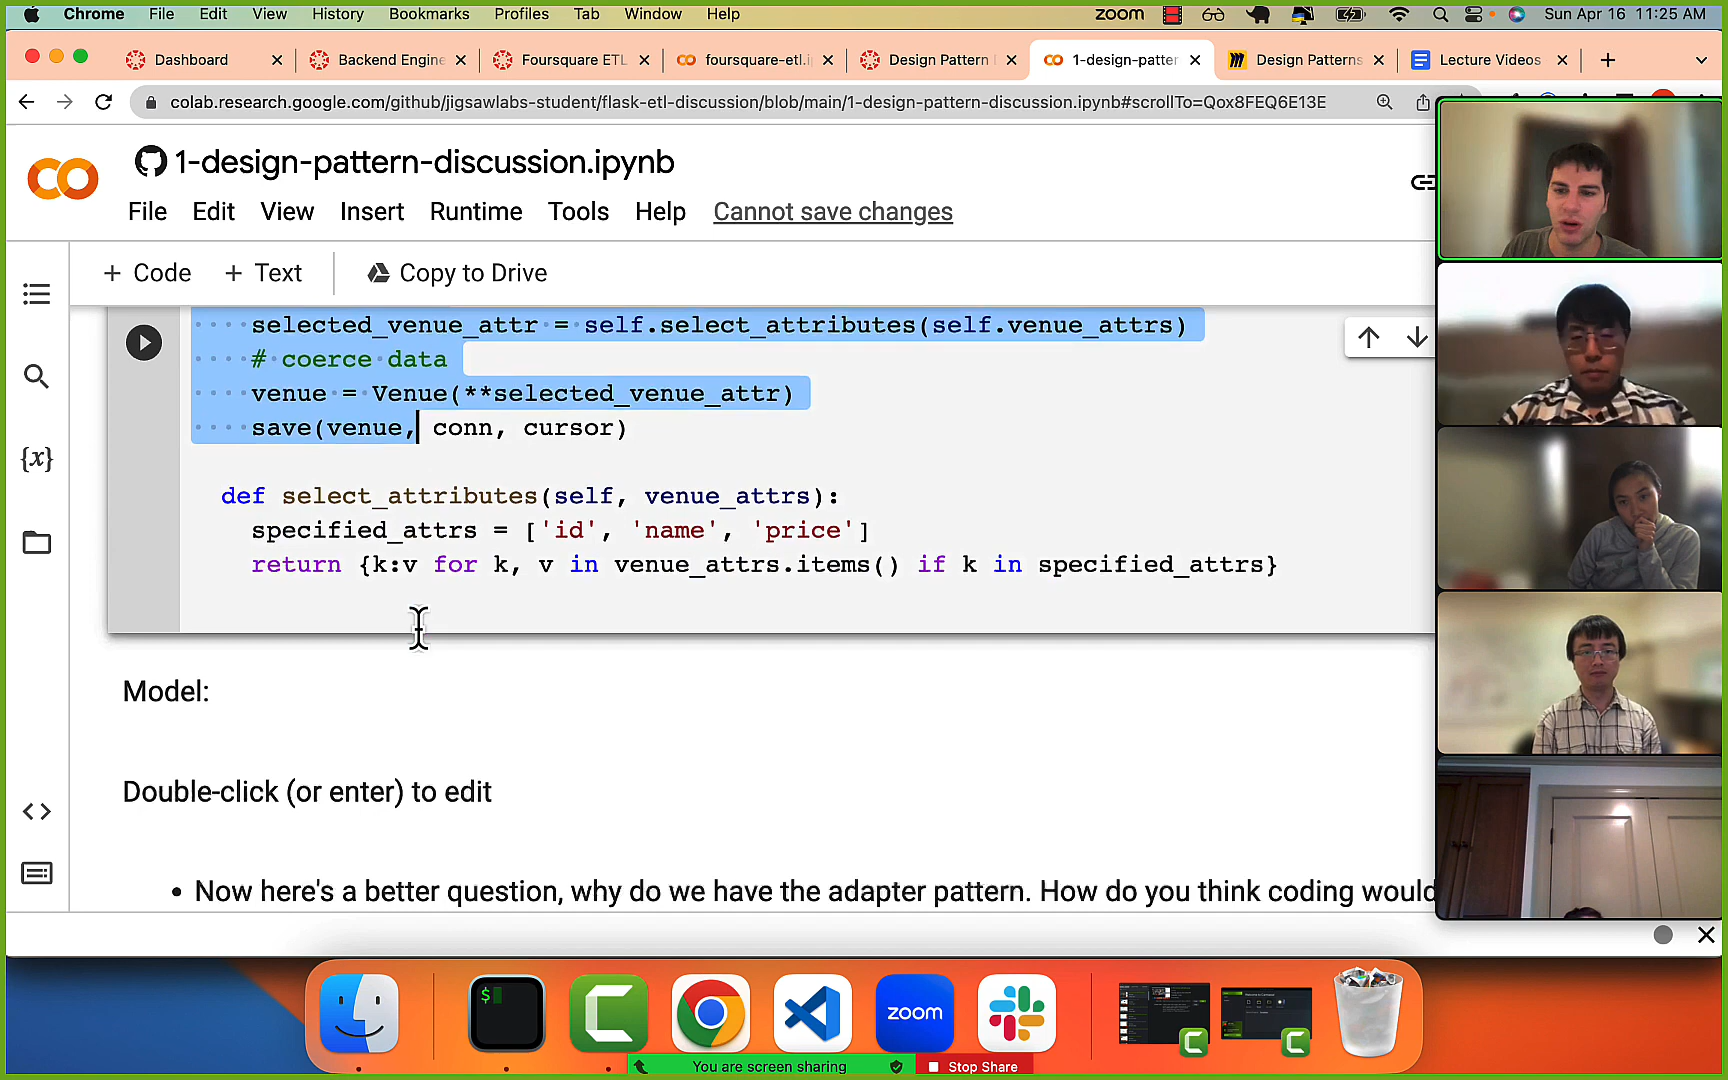 Chrome File Edit View History Bookmarks Profiles Tab Window Help
zoom Sun Apr 16 11:25 AM
Dashboard
Backend Engine
Foursquare ETL
foursquare-etl.i
Design Pattern
1-design-patter
Design Patterns
Lecture Videos
colab.research.google.com/github/jigsawlabs-student/flask-etl-discussion/blob/main/1-design-pattern-discussion.ipynb#scrollTo=Qox8FEQ6E13E
1-design-pattern-discussion.ipynb
File Edit View Insert Runtime Tools Help Cannot save changes
+ Code + Text Copy to Drive
selected_venue_attr = self.select_attributes(self.venue_attrs)
# coerce data
venue = Venue(**selected_venue_attr)
save(venue, conn, cursor)
def select_attributes(self, venue_attrs):
specified_attrs = ['id', 'name', 'price']
return {k:v for k, v in venue_attrs.items() if k in specified_attrs}
{x}
Model:
Double-click (or enter) to edit
• Now here's a better question, why do we have the adapter pattern. How do you think coding would
$
zoom
You are screen sharing
Stop Share